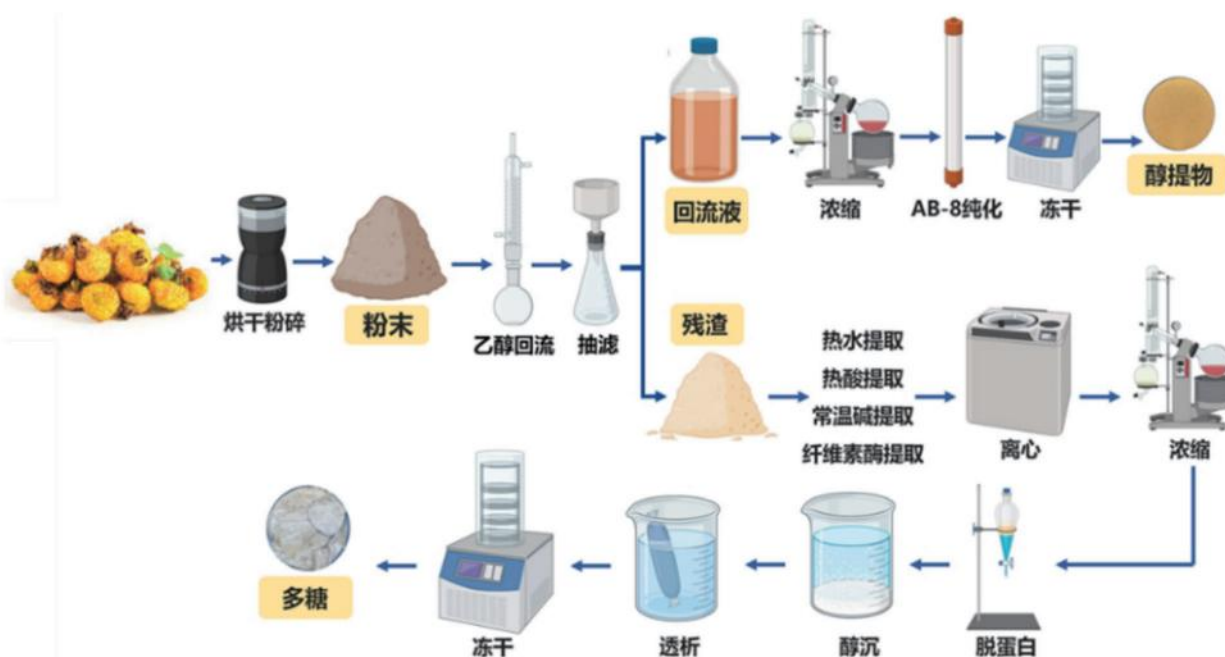 回流液
浓缩
AB-8纯化
冻干
醇提物
烘干粉碎
粉末
乙醇回流
抽滤
残渣
热水提取
热酸提取
常温碱提取
纤维素酶提取
离心
浓缩
多糖
冻干
透析
醇沉
脱蛋白